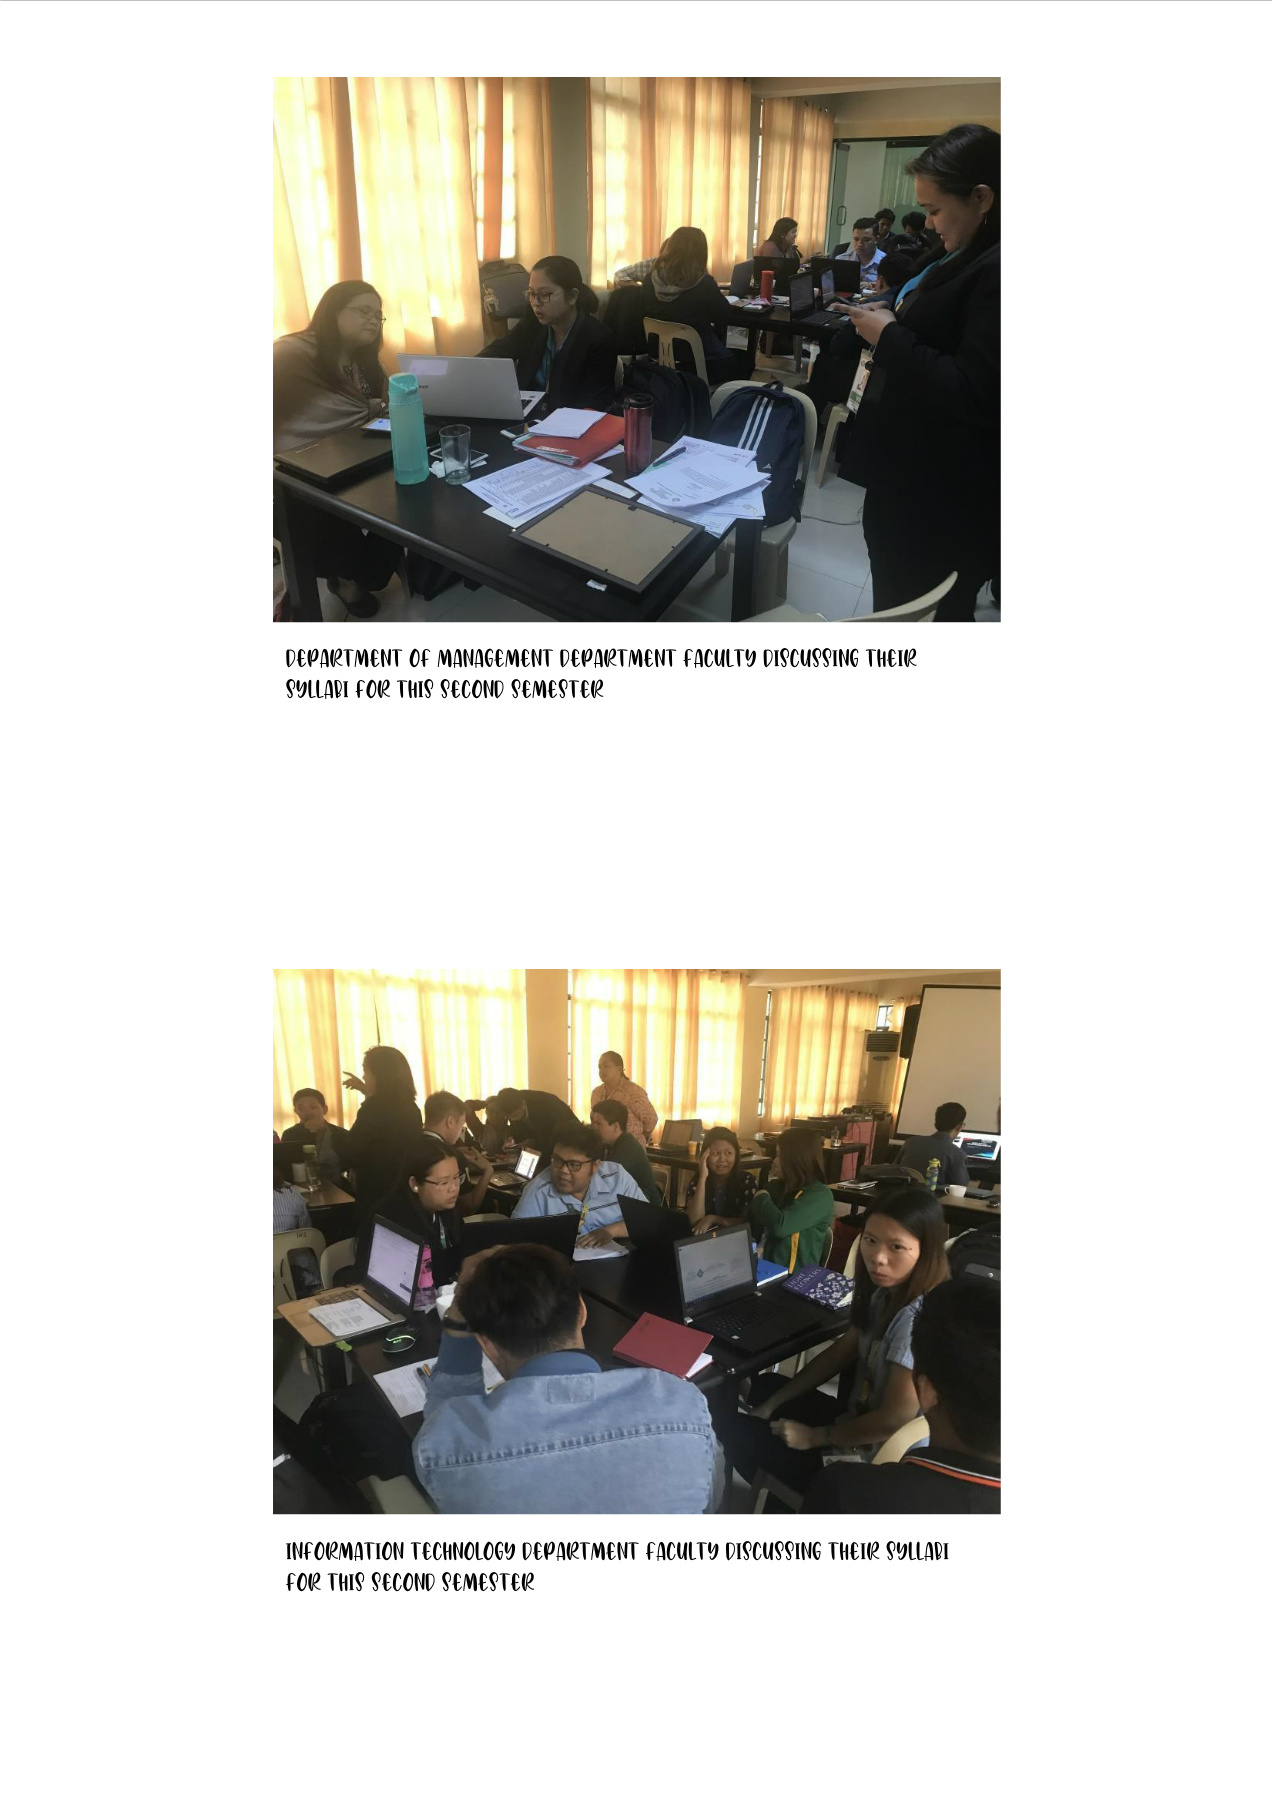 DEPARTMENT OF MANAGEMENT DEPARTMENT FACULTY DISCUSSING THEIR
SYLLABI FOR THIS SECOND SEMESTER
INFORMATION TECHNOLOGY DEPARTMENT FACULTY DISCUSSING THEIR SYLLABI
FOR THIS SECOND SEMESTER